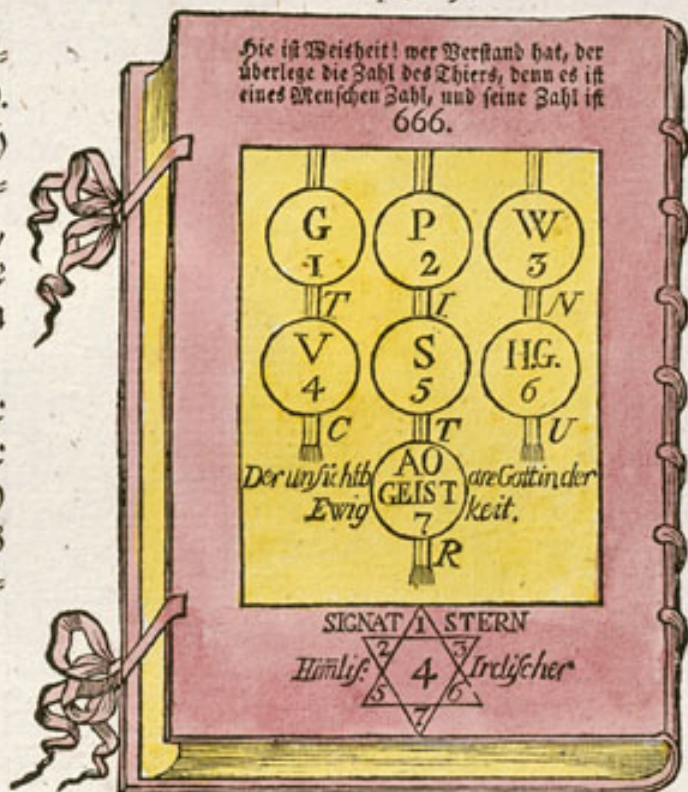 Hie ist Weisheit! wer Verstand hat, der
überlege die Zahl des Thiers, denn es ist
eines Menschen Zahl, und seine Zahl ist
666.
G P W
1 2 3
T I N
V S H.G.
4 5 6
C T U
Der unsichtb AO are Gott in der
Ewig GEIST keit.
7
R
SIGNAT 1 STERN
2 3
Him̄lis: 4 Irdischer
5 6
7